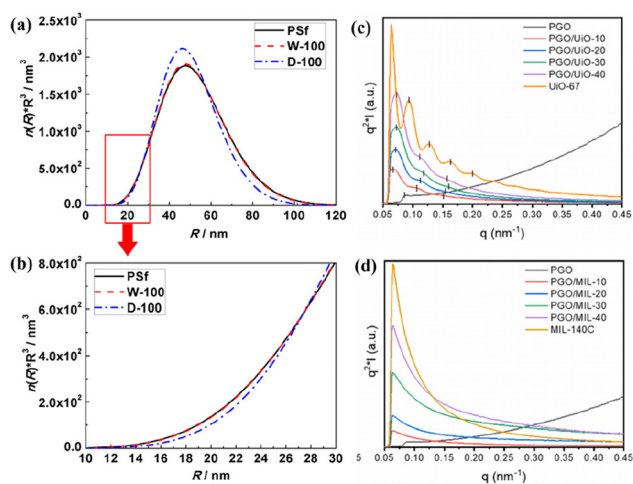 (a)
n(R)*R³ / nm³
2.5x10³
2.0x10³
1.5x10³
1.0x10³
5.0x10²
0.0
PSf
W-100
D-100
0 20 40 60 80 100 120
R / nm
(b)
n(R)*R³ / nm³
8.0x10²
6.0x10²
4.0x10²
2.0x10²
0.0
PSf
W-100
D-100
10 12 14 16 18 20 22 24 26 28 30
R / nm
(c)
q²*I (a.u.)
PGO
PGO/UiO-10
PGO/UiO-20
PGO/UiO-30
PGO/UiO-40
UiO-67
0.05 0.10 0.15 0.20 0.25 0.30 0.35 0.40 0.45
q (nm⁻¹)
(d)
q²*I (a.u.)
PGO
PGO/MIL-10
PGO/MIL-20
PGO/MIL-30
PGO/MIL-40
MIL-140C
5
0.05 0.10 0.15 0.20 0.25 0.30 0.35 0.40 0.45
q (nm⁻¹)